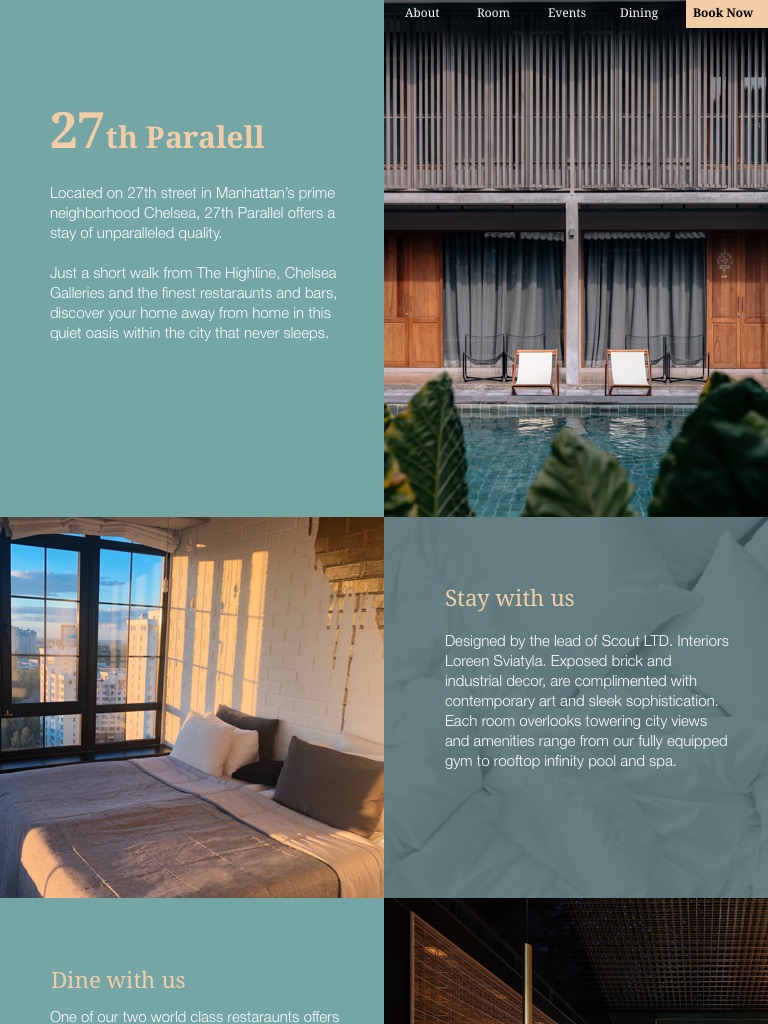 About Room Events Dining Book Now
27th Paralell
Located on 27th street in Manhattan's prime
neighborhood Chelsea, 27th Parallel offers a
stay of unparalleled quality.
Just a short walk from The Highline, Chelsea
Galleries and the finest restaraunts and bars,
discover your home away from home in this
quiet oasis within the city that never sleeps.
Stay with us
Designed by the lead of Scout LTD. Interiors
Loreen Sviatyla. Exposed brick and
industrial decor, are complimented with
contemporary art and sleek sophistication.
Each room overlooks towering city views
and amenities range from our fully equipped
gym to rooftop infinity pool and spa.
Dine with us
One of our two world class restaraunts offers